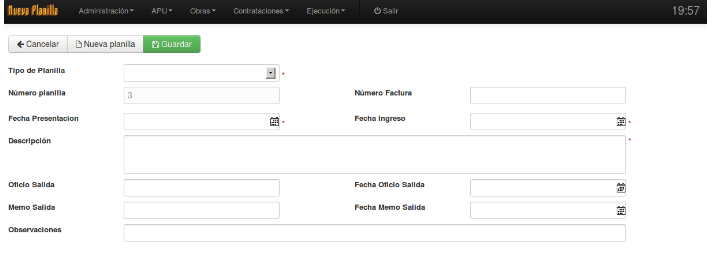 Nueva Planilla Administración APU Obras Contrataciones Ejecución Salir 19:57
Cancelar Nueva planilla Guardar
Tipo de Planilla *
Número planilla 3 Número Factura
Fecha Presentacion * Fecha Ingreso *
Descripción *
Oficio Salida Fecha Oficio Salida
Memo Salida Fecha Memo Salida
Observaciones